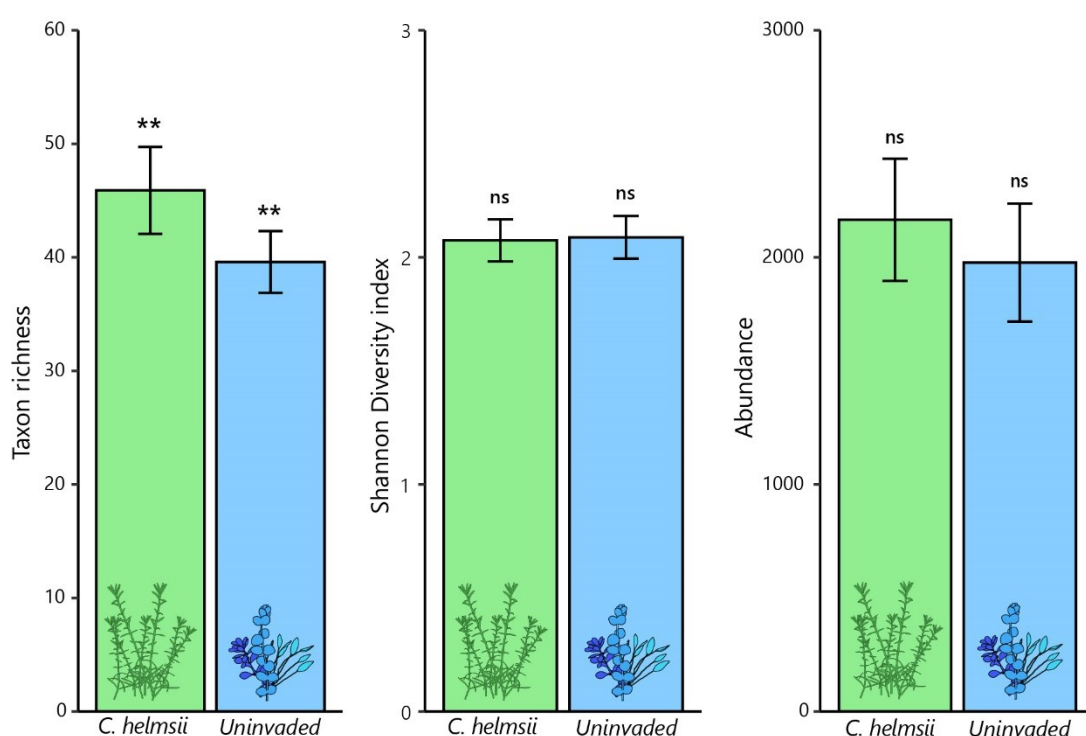 Taxon richness
60
50
40
30
20
10
0
**
**
C. helmsii
Uninvaded
Shannon Diversity index
3
2
1
0
ns
ns
C. helmsii
Uninvaded
Abundance
3000
2000
1000
0
ns
ns
C. helmsii
Uninvaded